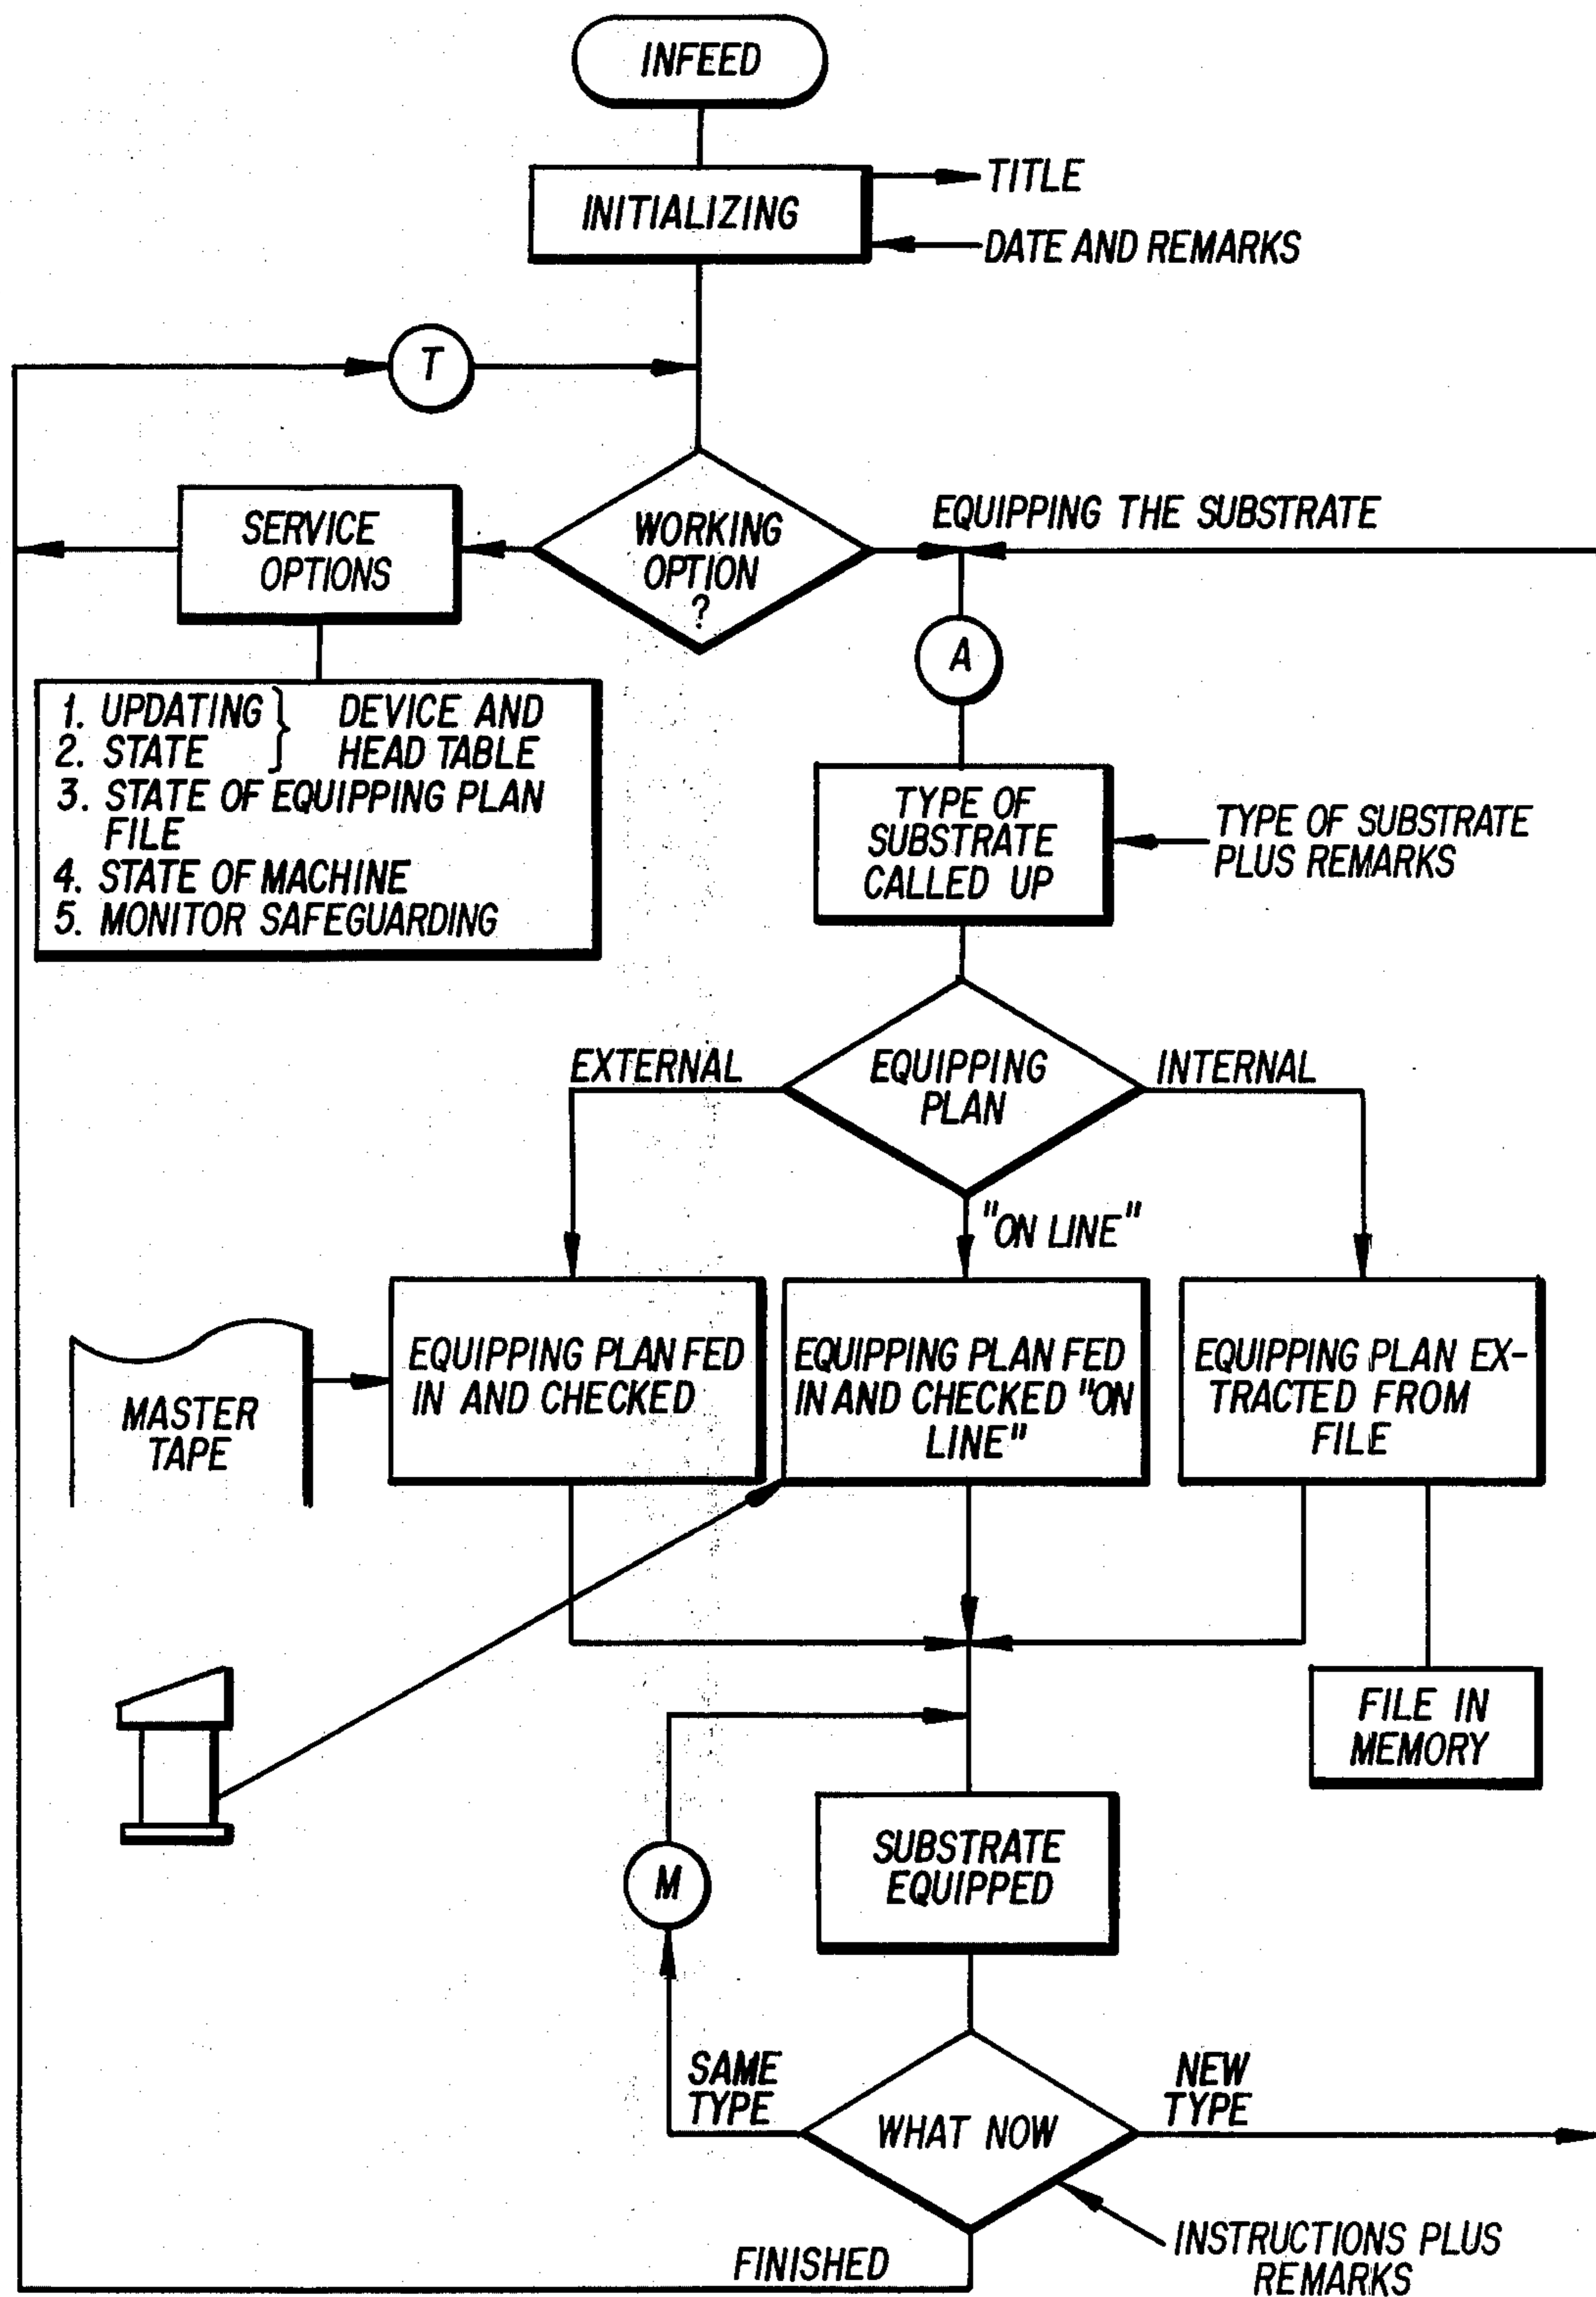 INFEED
INITIALIZING
TITLE
DATE AND REMARKS
T
SERVICE
OPTIONS
WORKING
OPTION
?
EQUIPPING THE SUBSTRATE
A
1. UPDATING } DEVICE AND
2. STATE HEAD TABLE
3. STATE OF EQUIPPING PLAN
FILE
4. STATE OF MACHINE
5. MONITOR SAFEGUARDING
TYPE OF
SUBSTRATE
CALLED UP
TYPE OF SUBSTRATE
PLUS REMARKS
EXTERNAL
EQUIPPING
PLAN
INTERNAL
"ON LINE"
MASTER
TAPE
EQUIPPING PLAN FED
IN AND CHECKED
EQUIPPING PLAN FED
IN AND CHECKED "ON
LINE"
EQUIPPING PLAN EX-
TRACTED FROM
FILE
FILE IN
MEMORY
SUBSTRATE
EQUIPPED
M
SAME
TYPE
WHAT NOW
NEW
TYPE
INSTRUCTIONS PLUS
REMARKS
FINISHED